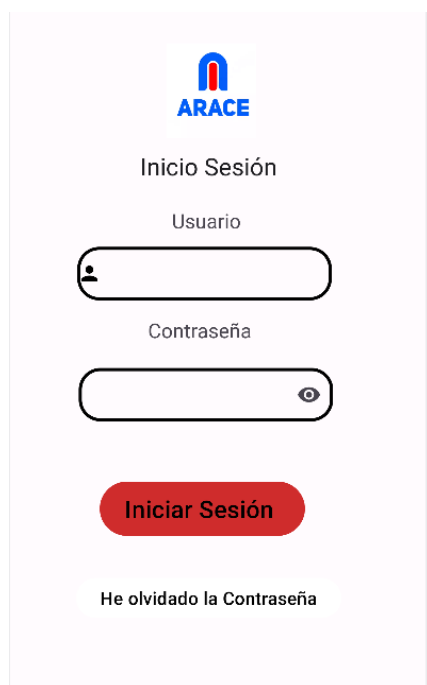 ARACE
Inicio Sesión
Usuario
Contraseña
Iniciar Sesión
He olvidado la Contraseña